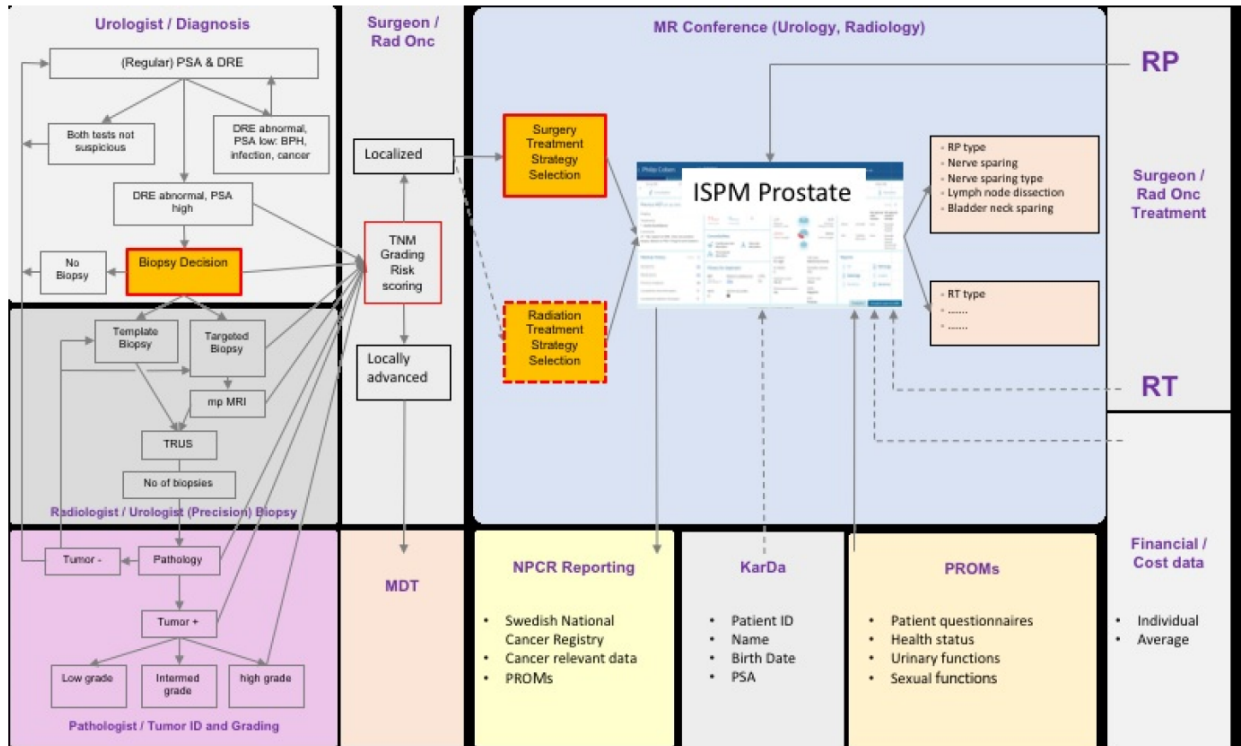 Urologist / Diagnosis
(Regular) PSA & DRE
Both tests not
suspicious
DRE abnormal,
PSA low: BPH,
infection, cancer
DRE abnormal, PSA
high
No
Biopsy
Biopsy Decision
Template
Biopsy
Targeted
Biopsy
mp MRI
TRUS
No of biopsies
Radiologist / Urologist (Precision) Biopsy
Tumor -
Pathology
Tumor +
Low grade
Intermed
grade
high grade
Pathologist / Tumor ID and Grading
Surgeon /
Rad Onc
Localized
TNM
Grading
Risk
scoring
Locally
advanced
MDT
MR Conference (Urology, Radiology)
Surgery
Treatment
Strategy
Selection
Radiation
Treatment
Strategy
Selection
ISPM Prostate
- RP type
- Nerve sparing
- Nerve sparing type
- Lymph node dissection
- Bladder neck sparing
- RT type
- ......
- ......
RP
Surgeon /
Rad Onc
Treatment
RT
NPCR Reporting
• Swedish National
Cancer Registry
• Cancer relevant data
• PROMs
KarDa
• Patient ID
• Name
• Birth Date
• PSA
PROMs
• Patient questionnaires
• Health status
• Urinary functions
• Sexual functions
Financial /
Cost data
• Individual
• Average